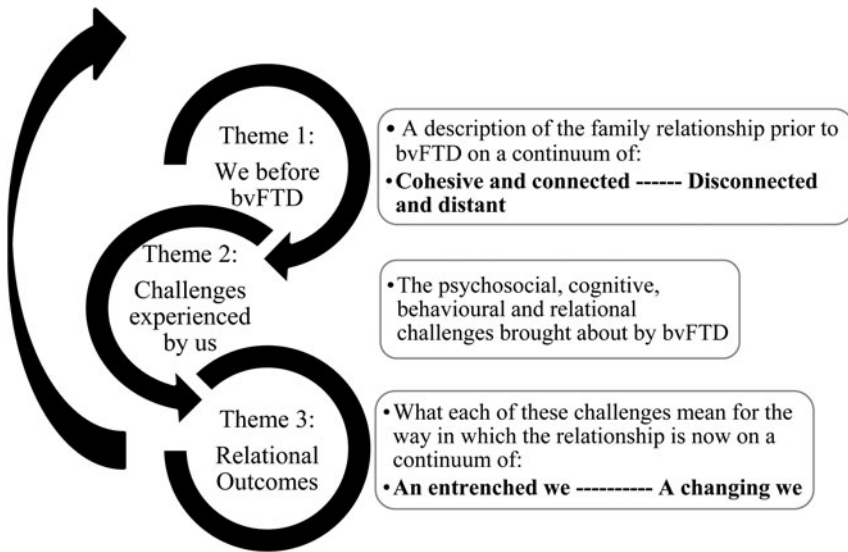 Theme 1:
We before
bvFTD
• A description of the family relationship prior to
bvFTD on a continuum of:
•Cohesive and connected ------ Disconnected
and distant
Theme 2:
Challenges
experienced
by us
•The psychosocial, cognitive,
behavioural and relational
challenges brought about by bvFTD
Theme 3:
Relational
Outcomes
•What each of these challenges mean for the
way in which the relationship is now on a
continuum of:
•An entrenched we ---------- A changing we